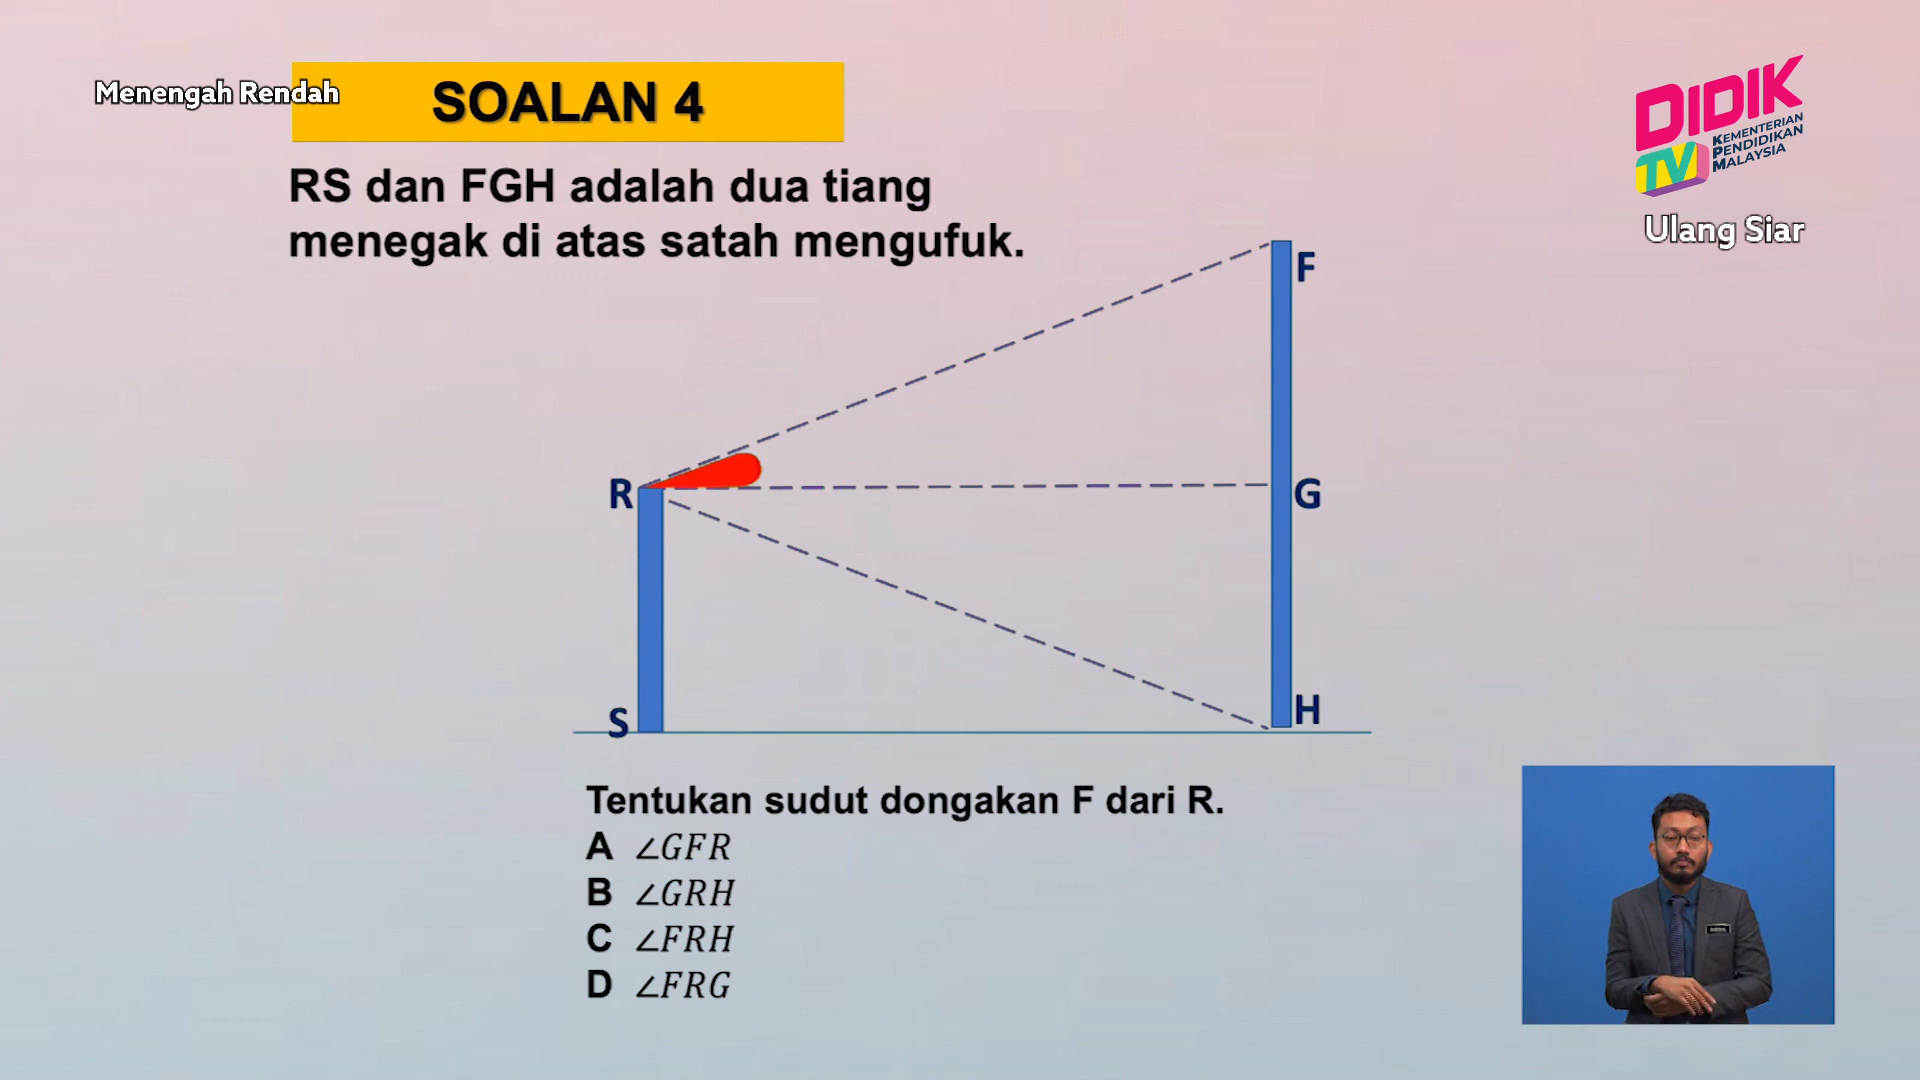 Menengah Rendah
SOALAN 4
DIDIK
TV
KEMENTERIAN
PENDIDIKAN
MALAYSIA
Ulang Siar
RS dan FGH adalah dua tiang
menegak di atas satah mengufuk.
F
R
G
S
H
Tentukan sudut dongakan F dari R.
A ∠GFR
B ∠GRH
C ∠FRH
D ∠FRG